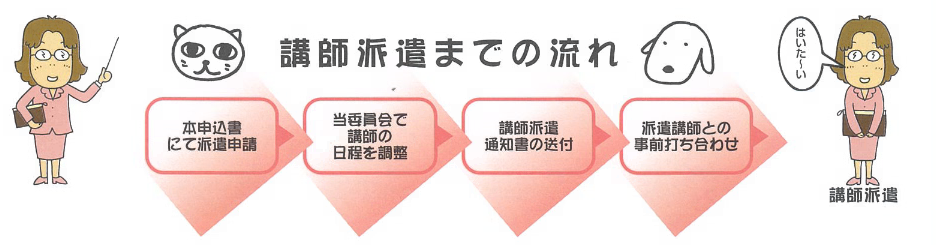 講師派遣までの流れ
はいた〜い
本申込書
にて派遣申請
当委員会で
講師の
日程を調整
講師派遣
通知書の送付
派遣講師との
事前打ち合わせ
講師派遣